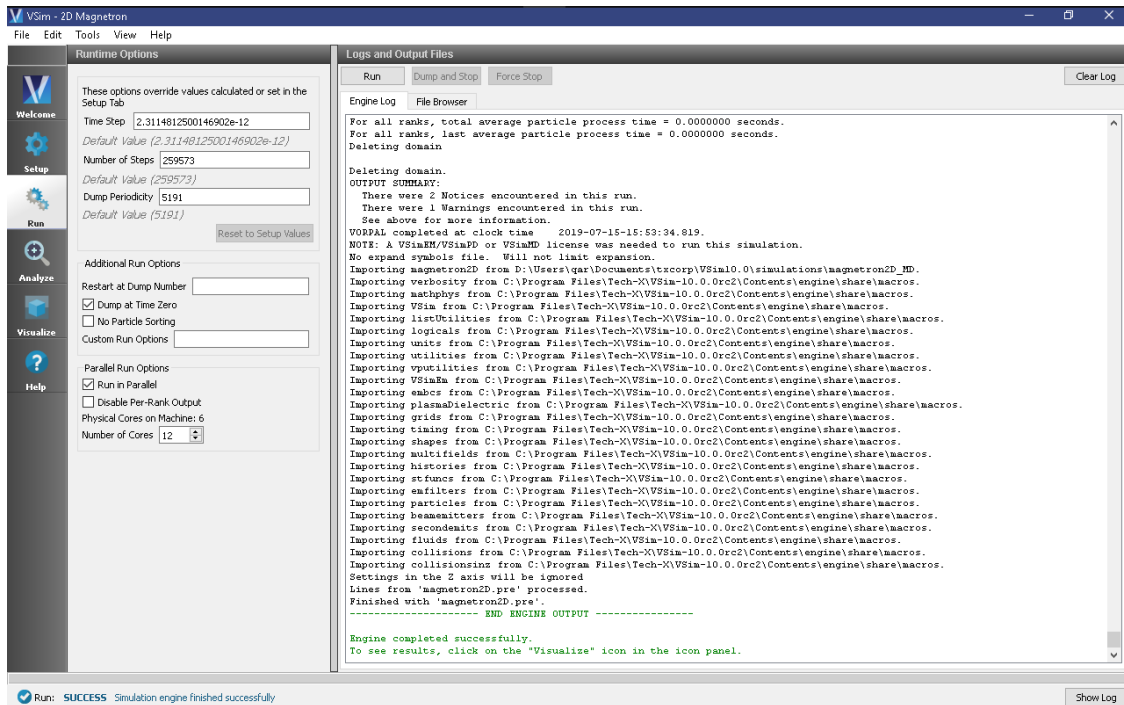 VSim - 2D Magnetron
File Edit Tools View Help
Welcome
Setup
Run
Analyze
Visualize
Help
Runtime Options
These options override values calculated or set in the
Setup Tab
Time Step 2.3114812500146902e-12
Default Value (2.3114812500146902e-12)
Number of Steps 259573
Default Value (259573)
Dump Periodicity 5191
Default Value (5191)
Reset to Setup Values
Additional Run Options
Restart at Dump Number
Dump at Time Zero
No Particle Sorting
Custom Run Options
Parallel Run Options
Run in Parallel
Disable Per-Rank Output
Physical Cores on Machine: 6
Number of Cores 12
Logs and Output Files
Run Dump and Stop Force Stop Clear Log
Engine Log File Browser
For all ranks, total average particle process time = 0.0000000 seconds.
For all ranks, last average particle process time = 0.0000000 seconds.
Deleting domain
Deleting domain.
OUTPUT SUMMARY:
There were 2 Notices encountered in this run.
There were 1 Warnings encountered in this run.
See above for more information.
VORPAL completed at clock time 2019-07-15-15:53:34.819.
NOTE: A VSimEM/VSimPD or VSimMD license was needed to run this simulation.
No expand symbols file. Will not limit expansion.
Importing magnetron2D from D:\Users\qar\Documents\txcorp\VSim10.0\simulations\magnetron2D_MD.
Importing verbosity from C:\Program Files\Tech-X\VSim-10.0.0rc2\Contents\engine\share\macros.
Importing mathphys from C:\Program Files\Tech-X\VSim-10.0.0rc2\Contents\engine\share\macros.
Importing VSim from C:\Program Files\Tech-X\VSim-10.0.0rc2\Contents\engine\share\macros.
Importing listUtilities from C:\Program Files\Tech-X\VSim-10.0.0rc2\Contents\engine\share\macros.
Importing logicals from C:\Program Files\Tech-X\VSim-10.0.0rc2\Contents\engine\share\macros.
Importing units from C:\Program Files\Tech-X\VSim-10.0.0rc2\Contents\engine\share\macros.
Importing utilities from C:\Program Files\Tech-X\VSim-10.0.0rc2\Contents\engine\share\macros.
Importing vputilities from C:\Program Files\Tech-X\VSim-10.0.0rc2\Contents\engine\share\macros.
Importing VSimEm from C:\Program Files\Tech-X\VSim-10.0.0rc2\Contents\engine\share\macros.
Importing embcs from C:\Program Files\Tech-X\VSim-10.0.0rc2\Contents\engine\share\macros.
Importing plasmaDielectric from C:\Program Files\Tech-X\VSim-10.0.0rc2\Contents\engine\share\macros.
Importing grids from C:\Program Files\Tech-X\VSim-10.0.0rc2\Contents\engine\share\macros.
Importing timing from C:\Program Files\Tech-X\VSim-10.0.0rc2\Contents\engine\share\macros.
Importing shapes from C:\Program Files\Tech-X\VSim-10.0.0rc2\Contents\engine\share\macros.
Importing multifields from C:\Program Files\Tech-X\VSim-10.0.0rc2\Contents\engine\share\macros.
Importing histories from C:\Program Files\Tech-X\VSim-10.0.0rc2\Contents\engine\share\macros.
Importing stfuncs from C:\Program Files\Tech-X\VSim-10.0.0rc2\Contents\engine\share\macros.
Importing emfilters from C:\Program Files\Tech-X\VSim-10.0.0rc2\Contents\engine\share\macros.
Importing particles from C:\Program Files\Tech-X\VSim-10.0.0rc2\Contents\engine\share\macros.
Importing beamemitters from C:\Program Files\Tech-X\VSim-10.0.0rc2\Contents\engine\share\macros.
Importing secondemits from C:\Program Files\Tech-X\VSim-10.0.0rc2\Contents\engine\share\macros.
Importing fluids from C:\Program Files\Tech-X\VSim-10.0.0rc2\Contents\engine\share\macros.
Importing collisions from C:\Program Files\Tech-X\VSim-10.0.0rc2\Contents\engine\share\macros.
Importing collisionsinz from C:\Program Files\Tech-X\VSim-10.0.0rc2\Contents\engine\share\macros.
Settings in the Z axis will be ignored
Lines from 'magnetron2D.pre' processed.
Finished with 'magnetron2D.pre'.
---------------------- END ENGINE OUTPUT ----------------
Engine completed successfully.
To see results, click on the "Visualize" icon in the icon panel.
Run: SUCCESS Simulation engine finished successfully
Show Log